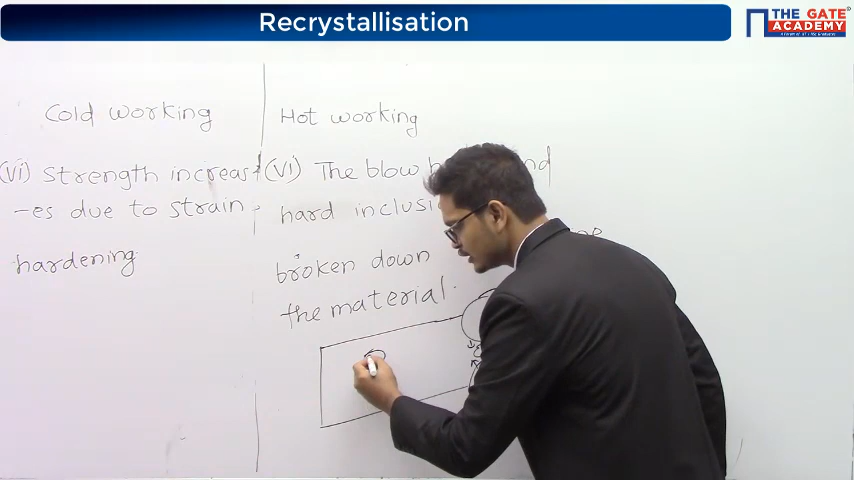 Recrystallisation
THE GATE
ACADEMY
Cold working
Hot working
(vi) strength increas
-es due to strain
hardening
(vi) The blow
hard
broken down
the material.